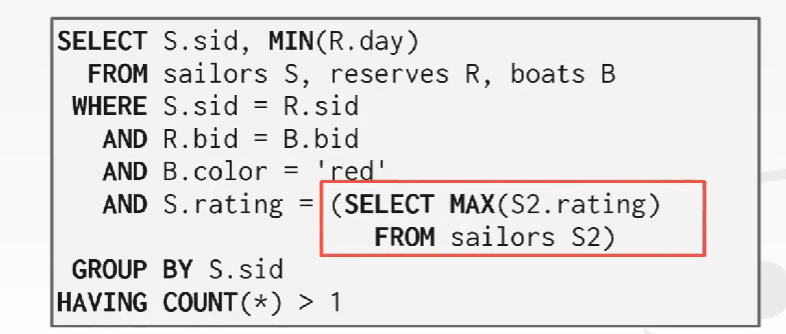 SELECT S.sid, MIN(R.day)
FROM sailors S, reserves R, boats B
WHERE S.sid = R.sid
AND R.bid = B.bid
AND B.color = 'red'
AND S.rating = (SELECT MAX(S2.rating)
FROM sailors S2)
GROUP BY S.sid
HAVING COUNT(*) > 1